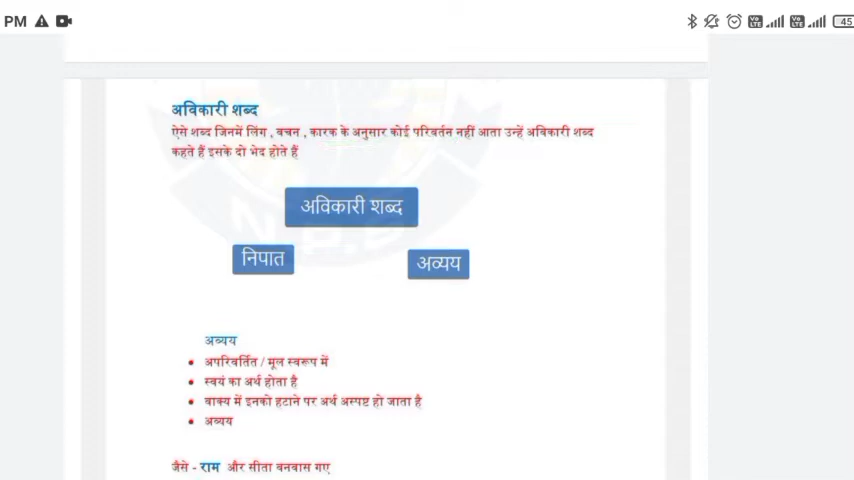 PM
45
अविकारी शब्द
ऐसे शब्द जिनमें लिंग , वचन , कारक के अनुसार कोई परिवर्तन नहीं आता उन्हें अविकारी शब्द
कहते हैं इसके दो भेद होते हैं
अविकारी शब्द
निपात
अव्यय
अव्यय
• अपरिवर्तित / मूल स्वरूप में
• स्वयं का अर्थ होता है
• वाक्य में इनको हटाने पर अर्थ अस्पष्ट हो जाता है
• अव्यय
जैसे - राम और सीता वनवास गए